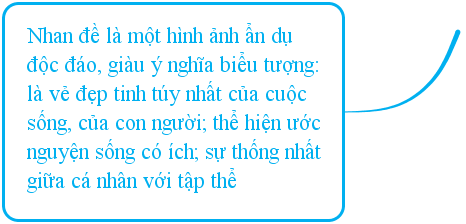 Nhan đề là một hình ảnh ẩn dụ
độc đáo, giàu ý nghĩa biểu tượng:
là vẻ đẹp tinh túy nhất của cuộc
sống, của con người; thể hiện ước
nguyện sống có ích; sự thống nhất
giữa cá nhân với tập thể